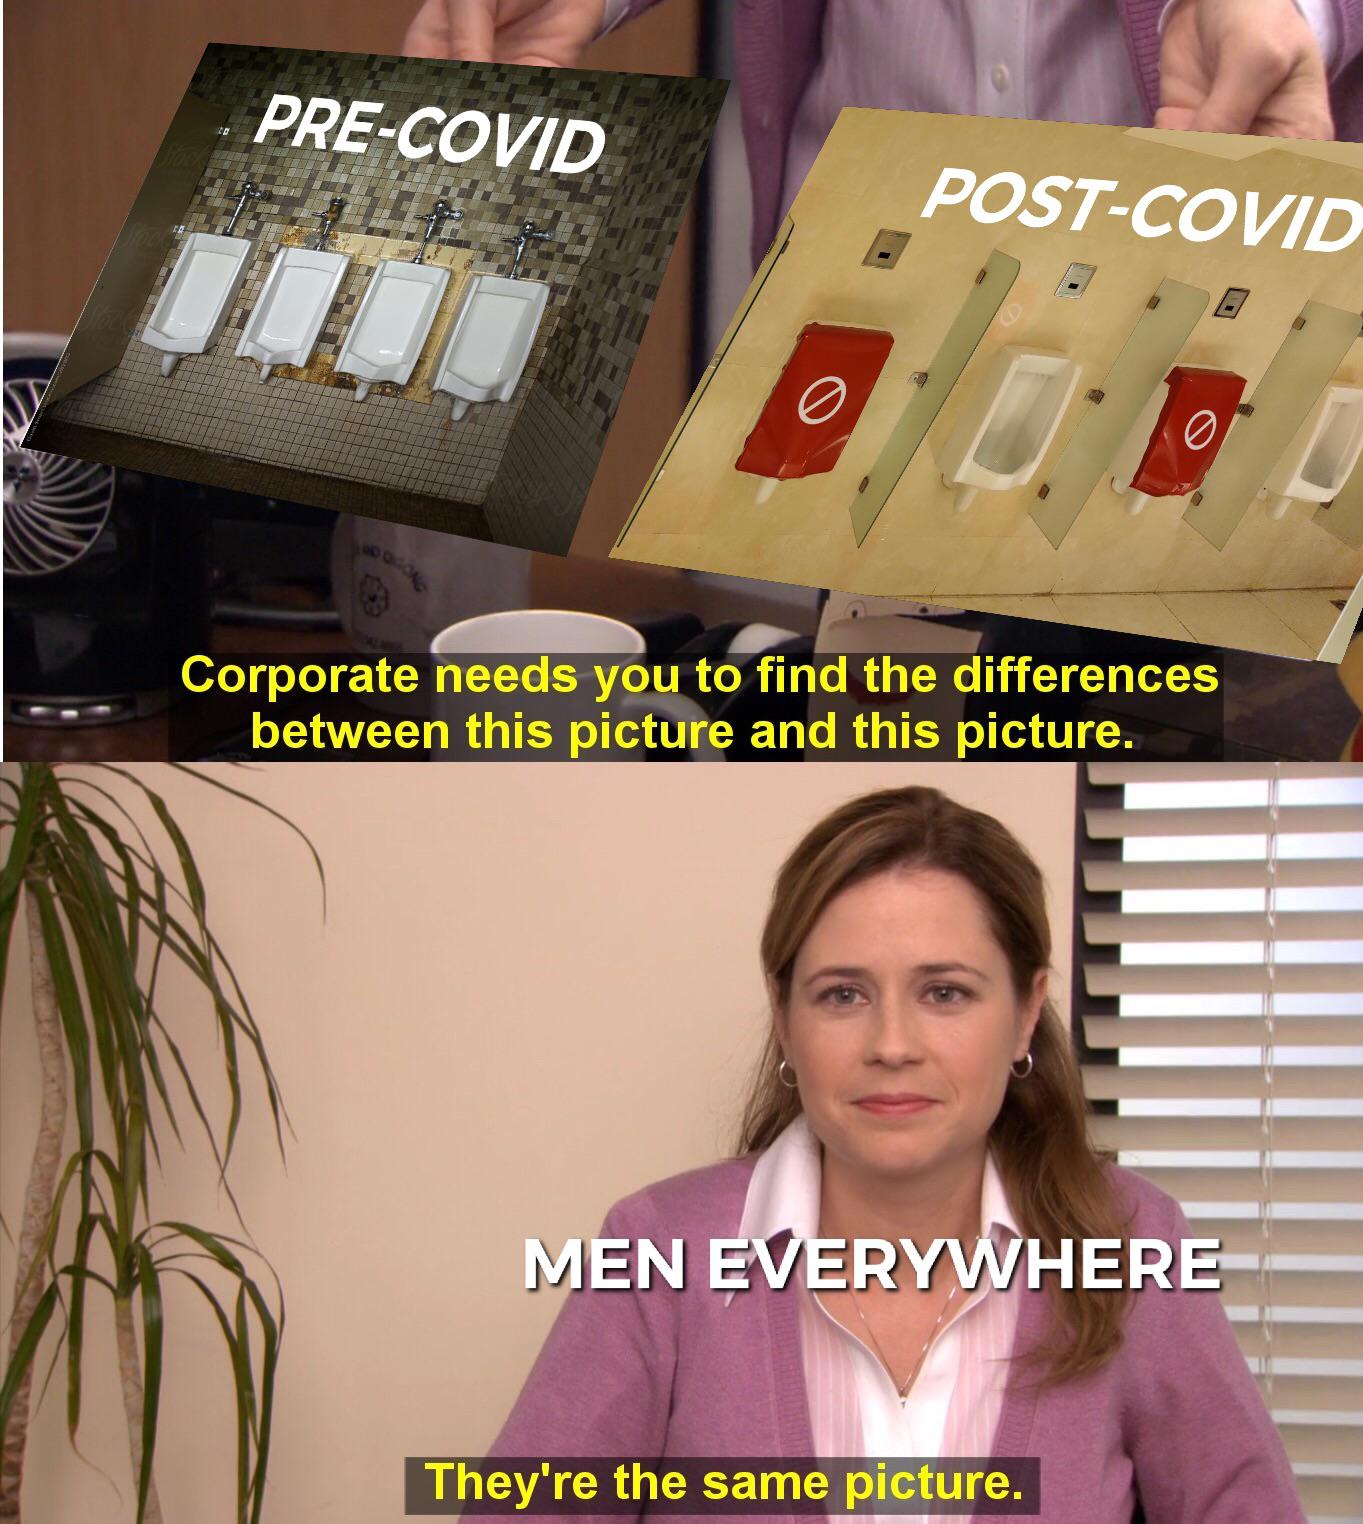 PRE-COVID
POST-COVID
Corporate needs you to find the differences
between this picture and this picture.
MEN EVERYWHERE
They're the same picture.